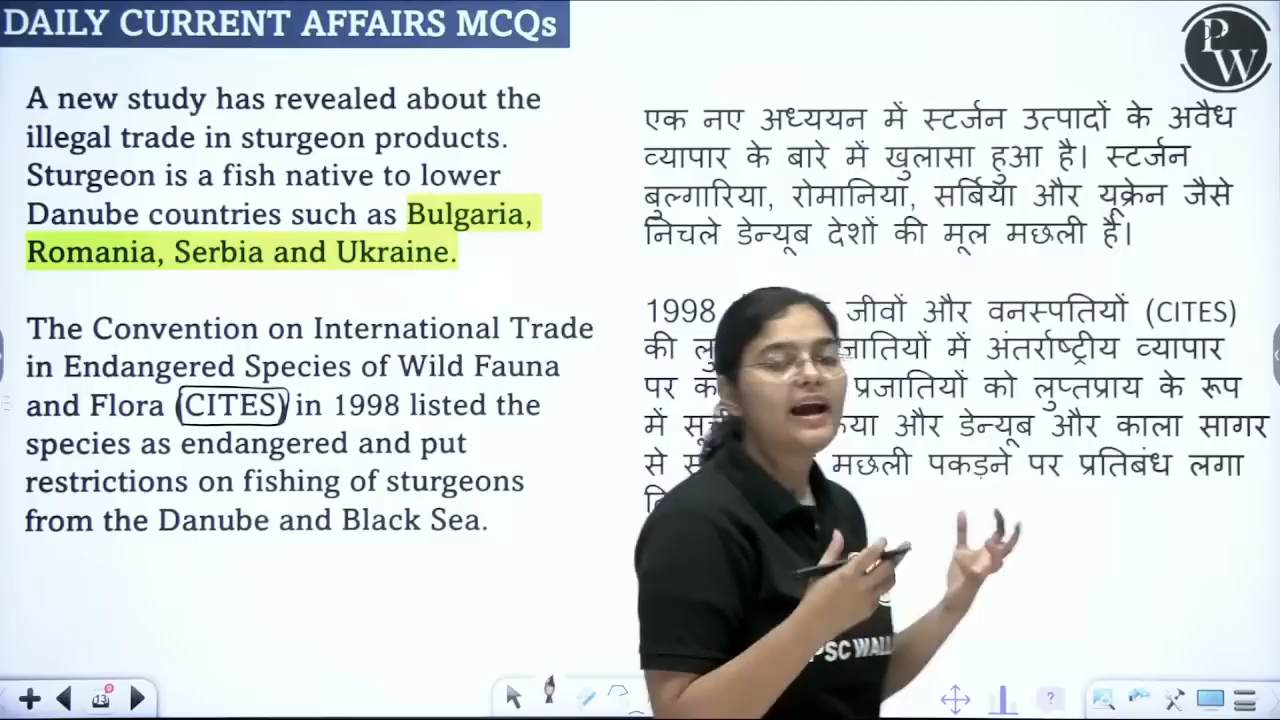 DAILY CURRENT AFFAIRS MCQs
PW
A new study has revealed about the
illegal trade in sturgeon products.
Sturgeon is a fish native to lower
Danube countries such as Bulgaria,
Romania, Serbia and Ukraine.
The Convention on International Trade
in Endangered Species of Wild Fauna
and Flora (CITES) in 1998 listed the
species as endangered and put
restrictions on fishing of sturgeons
from the Danube and Black Sea.
एक नए अध्ययन में स्टर्जन उत्पादों के अवैध
व्यापार के बारे में खुलासा हुआ है। स्टर्जन
बुल्गारिया, रोमानिया, सर्बिया और यूक्रेन जैसे
निचले डेन्यूब देशों की मूल मछली है।
1998 जीवों और वनस्पतियों (CITES)
की में अंतर्राष्ट्रीय व्यापार
पर प्रजातियों को लुप्तप्राय के रूप
में और डेन्यूब और काला सागर
से मछली पकड़ने पर प्रतिबंध लगा
PSC WALL
13